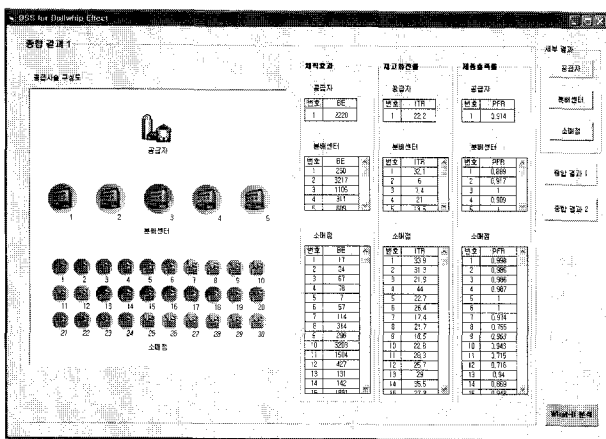 DSS for Bullwhip Effect
종합 결과 1
공급사슬 구성도
공급자
1 2 3 4 5
분배센터
1 2 3 4 5 6 7 8 9 10
11 12 13 14 15 16 17 18 19 20
21 22 23 24 25 26 27 28 29 30
소매점
채찍효과
공급자
번호 BE
1 2220
분배센터
번호 BE
1 250
2 3217
3 1105
4 311
소매점
번호 BE
1 17
2 24
3 67
4 78
5 7
6 57
7 114
8 314
9 296
10 3203
11 1504
12 427
13 131
14 142
재고회전률
공급자
번호 ITR
1 22.2
분배센터
번호 ITR
1 32.1
2 6
3 7.4
4 21
소매점
번호 ITR
1 33.9
2 31.3
3 21.9
4 44
5 22.7
6 26.4
7 17.4
8 21.7
9 18.5
10 22.8
11 28.3
12 25.7
13 29
14 35.5
제품충족률
공급자
번호 PFR
1 0.914
분배센터
번호 PFR
1 0.889
2 0.917
3 1
4 0.909
소매점
번호 PFR
1 0.998
2 0.986
3 0.986
4 0.987
5 1
6 1
7 0.974
8 0.755
9 0.963
10 0.943
11 0.715
12 0.716
13 0.94
14 0.869
세부 결과
공급자
분배센터
소매점
종합 결과 1
종합 결과 2
What-If 분석